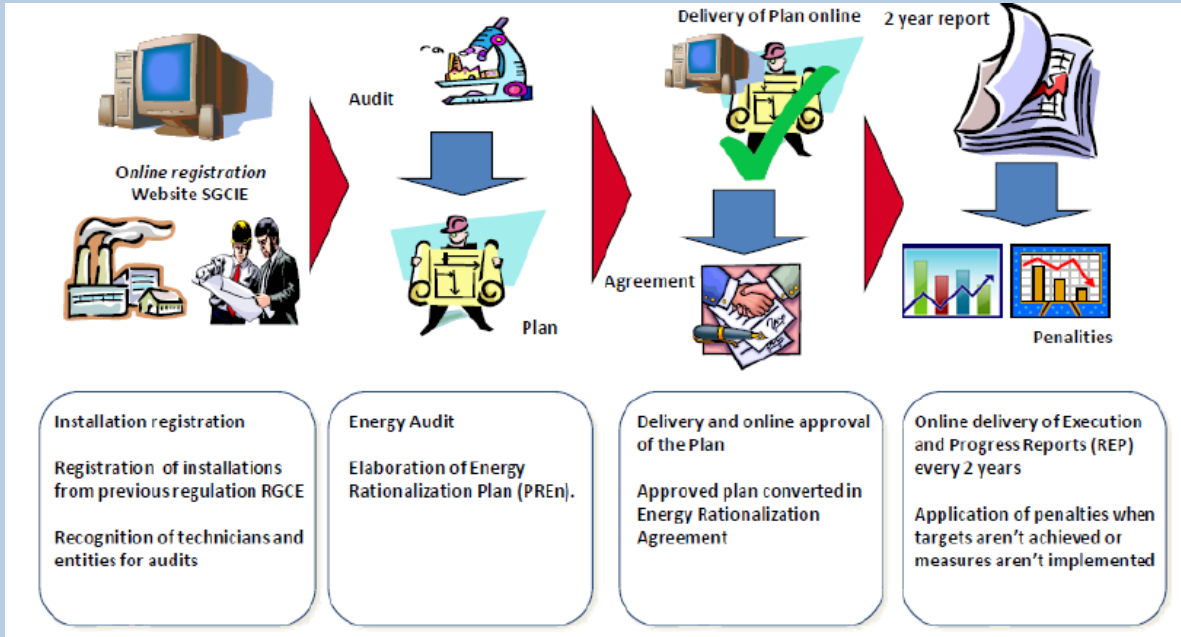 Delivery of Plan online
2 year report
Audit
Online registration
Website SGCIE
Agreement
Plan
Penalities
Installation registration
Registration of installations
from previous regulation RGCE
Recognition of technicians and
entities for audits
Energy Audit
Elaboration of Energy
Rationalization Plan (PREn).
Delivery and online approval
of the Plan
Approved plan converted in
Energy Rationalization
Agreement
Online delivery of Execution
and Progress Reports (REP)
every 2 years
Application of penalties when
targets aren't achieved or
measures aren't implemented